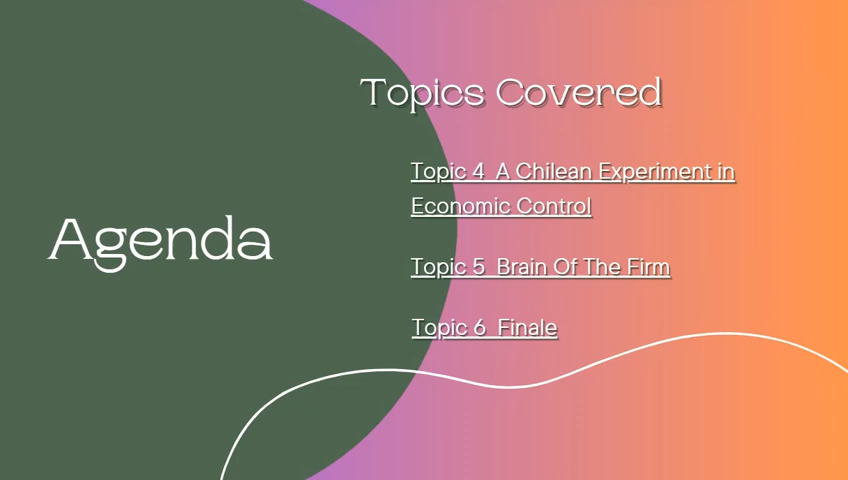 Topics Covered
Topic 4  A Chilean Experiment in
Economic Control
Agenda
Topic 5  Brain Of The Firm
Topic 6  Finale